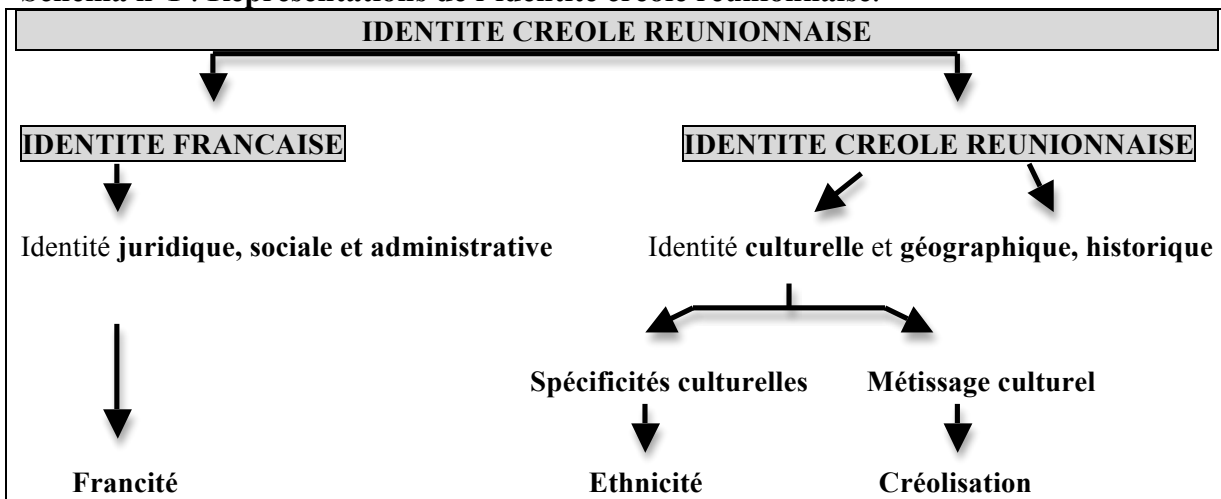 Schéma n°1 : Représentations de l'identité créole réunionnaise.
IDENTITE CREOLE REUNIONNAISE
IDENTITE FRANCAISE
IDENTITE CREOLE REUNIONNAISE
Identité juridique, sociale et administrative
Identité culturelle et géographique, historique
Spécificités culturelles
Métissage culturel
Francité
Ethnicité
Créolisation